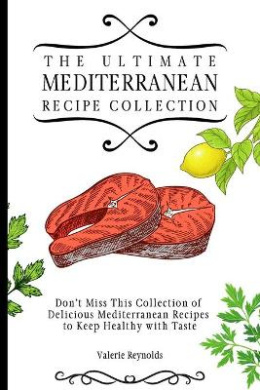 THE ULTIMATE
MEDITERRANEAN
RECIPE COLLECTION
Don't Miss This Collection of
Delicious Mediterranean Recipes
to Keep Healthy with Taste
Valerie Reynolds